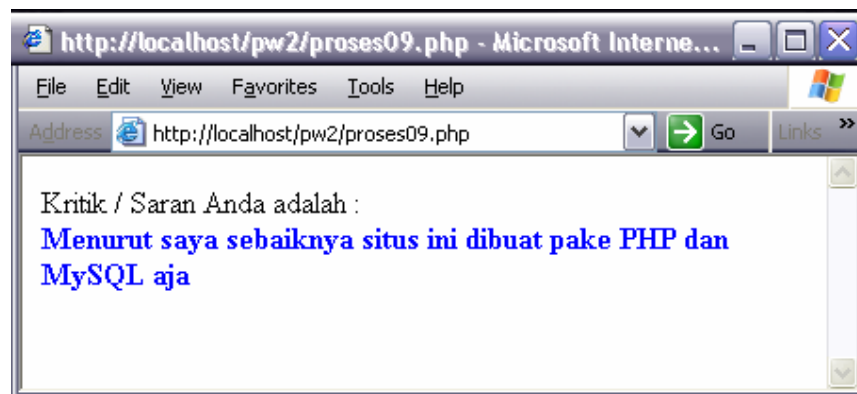 http://localhost/pw2/proses09.php - Microsoft Interne...
File Edit View Favorites Tools Help
Address http://localhost/pw2/proses09.php Go Links »
Kritik / Saran Anda adalah :
Menurut saya sebaiknya situs ini dibuat pake PHP dan
MySQL aja